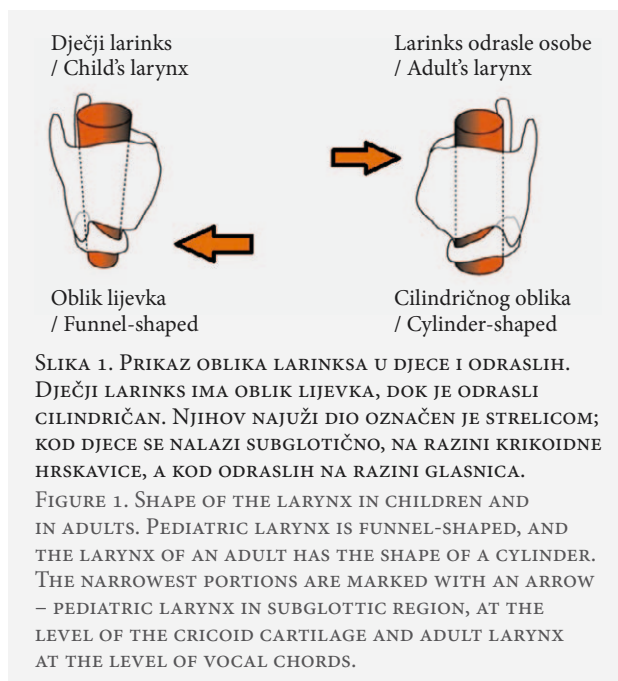 Dječji larinks
/ Child's larynx
Larinks odrasle osobe
/ Adult's larynx
Oblik lijevka
/ Funnel-shaped
Cilindričnog oblika
/ Cylinder-shaped
Slika 1. Prikaz oblika larinksa u djece i odraslih.
Dječji larinks ima oblik lijevka, dok je odrasli
cilindričan. Njihov najuži dio označen je strelicom;
kod djece se nalazi subglotično, na razini krikoidne
hrskavice, a kod odraslih na razini glasnica.
Figure 1. Shape of the larynx in children and
in adults. Pediatric larynx is funnel-shaped, and
the larynx of an adult has the shape of a cylinder.
The narrowest portions are marked with an arrow
– pediatric larynx in subglottic region, at the
level of the cricoid cartilage and adult larynx
at the level of vocal chords.